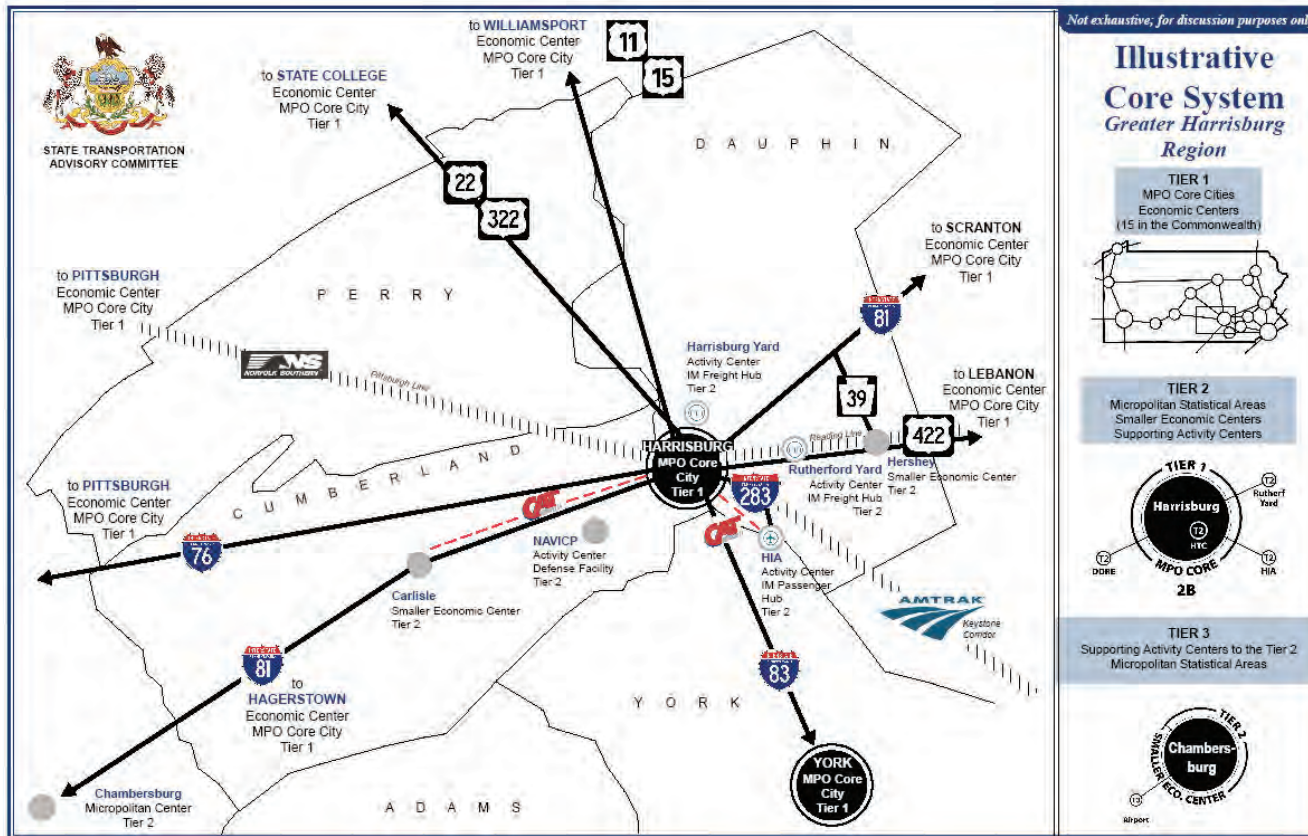 Not exhaustive; for discussion purposes onl
Illustrative
Core System
Greater Harrisburg
Region
TIER 1
MPO Core Cities
Economic Centers
(15 in the Commonwealth)
TIER 2
Micropolitan Statistical Areas
Smaller Economic Centers
Supporting Activity Centers
TIER 1
Harrisburg
T2
HTC
MPO CORE
T2
Rutherf
Yard
T2
DDRE
T2
HIA
2B
TIER 3
Supporting Activity Centers to the Tier 2
Micropolitan Statistical Areas
TIER 2
Chambers-
burg
SMALLER ECO. CENTER
T3
Airport
STATE TRANSPORTATION
ADVISORY COMMITTEE
to WILLIAMSPORT
Economic Center
MPO Core City
Tier 1
11
15
to STATE COLLEGE
Economic Center
MPO Core City
Tier 1
22
322
DAUPHIN
to SCRANTON
Economic Center
MPO Core City
Tier 1
81
to PITTSBURGH
Economic Center
MPO Core City
Tier 1
PERRY
NS
NORFOLK SOUTHERN
Pittsburgh Line
Harrisburg Yard
Activity Center
IM Freight Hub
Tier 2
39
to LEBANON
Economic Center
MPO Core City
Tier 1
422
Reading Line
HARRISBURG
MPO Core
City
Tier 1
Hershey
Smaller Economic Center
Tier 2
Rutherford Yard
Activity Center
IM Freight Hub
Tier 2
283
CUMBERLAND
to PITTSBURGH
Economic Center
MPO Core City
Tier 1
76
CAT
CAT
NAVICP
Activity Center
Defense Facility
Tier 2
HIA
Activity Center
IM Passenger
Hub
Tier 2
Carlisle
Smaller Economic Center
Tier 2
AMTRAK
Keystone
Corridor
81
to
HAGERSTOWN
Economic Center
MPO Core City
Tier 1
83
YORK
YORK
MPO Core
City
Tier 1
Chambersburg
Micropolitan Center
Tier 2
ADAMS